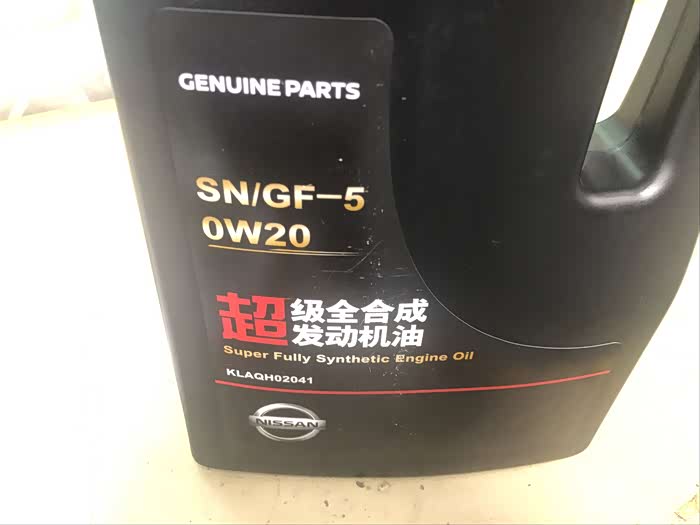 GENUINE PARTS
SN/GF-5
0W20
超级全合成
发动机油
Super Fully Synthetic Engine Oil
KLAQH02041
NISSAN